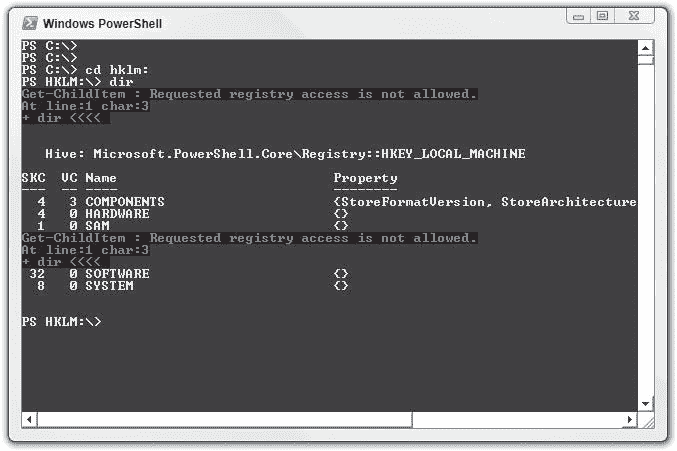 Windows PowerShell
PS C:\>
PS C:\>
PS C:\> cd hklm:
PS HKLM:\> dir
Get-ChildItem : Requested registry access is not allowed.
At line:1 char:3
+ dir <<<<
Hive: Microsoft.PowerShell.Core\Registry::HKEY_LOCAL_MACHINE
SKC VC Name Property
--- -- ---- --------
4 3 COMPONENTS {StoreFormatVersion, StoreArchitecture
4 0 HARDWARE {}
1 0 SAM {}
Get-ChildItem : Requested registry access is not allowed.
At line:1 char:3
+ dir <<<<
32 0 SOFTWARE {}
8 0 SYSTEM {}
PS HKLM:\>